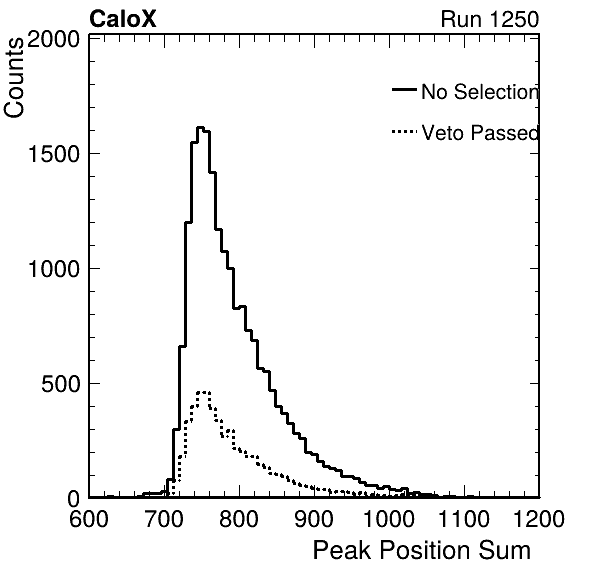 CaloX Run 1250
Counts
2000
No Selection
Veto Passed
1500
1000
500
0
600 700 800 900 1000 1100 1200
Peak Position Sum